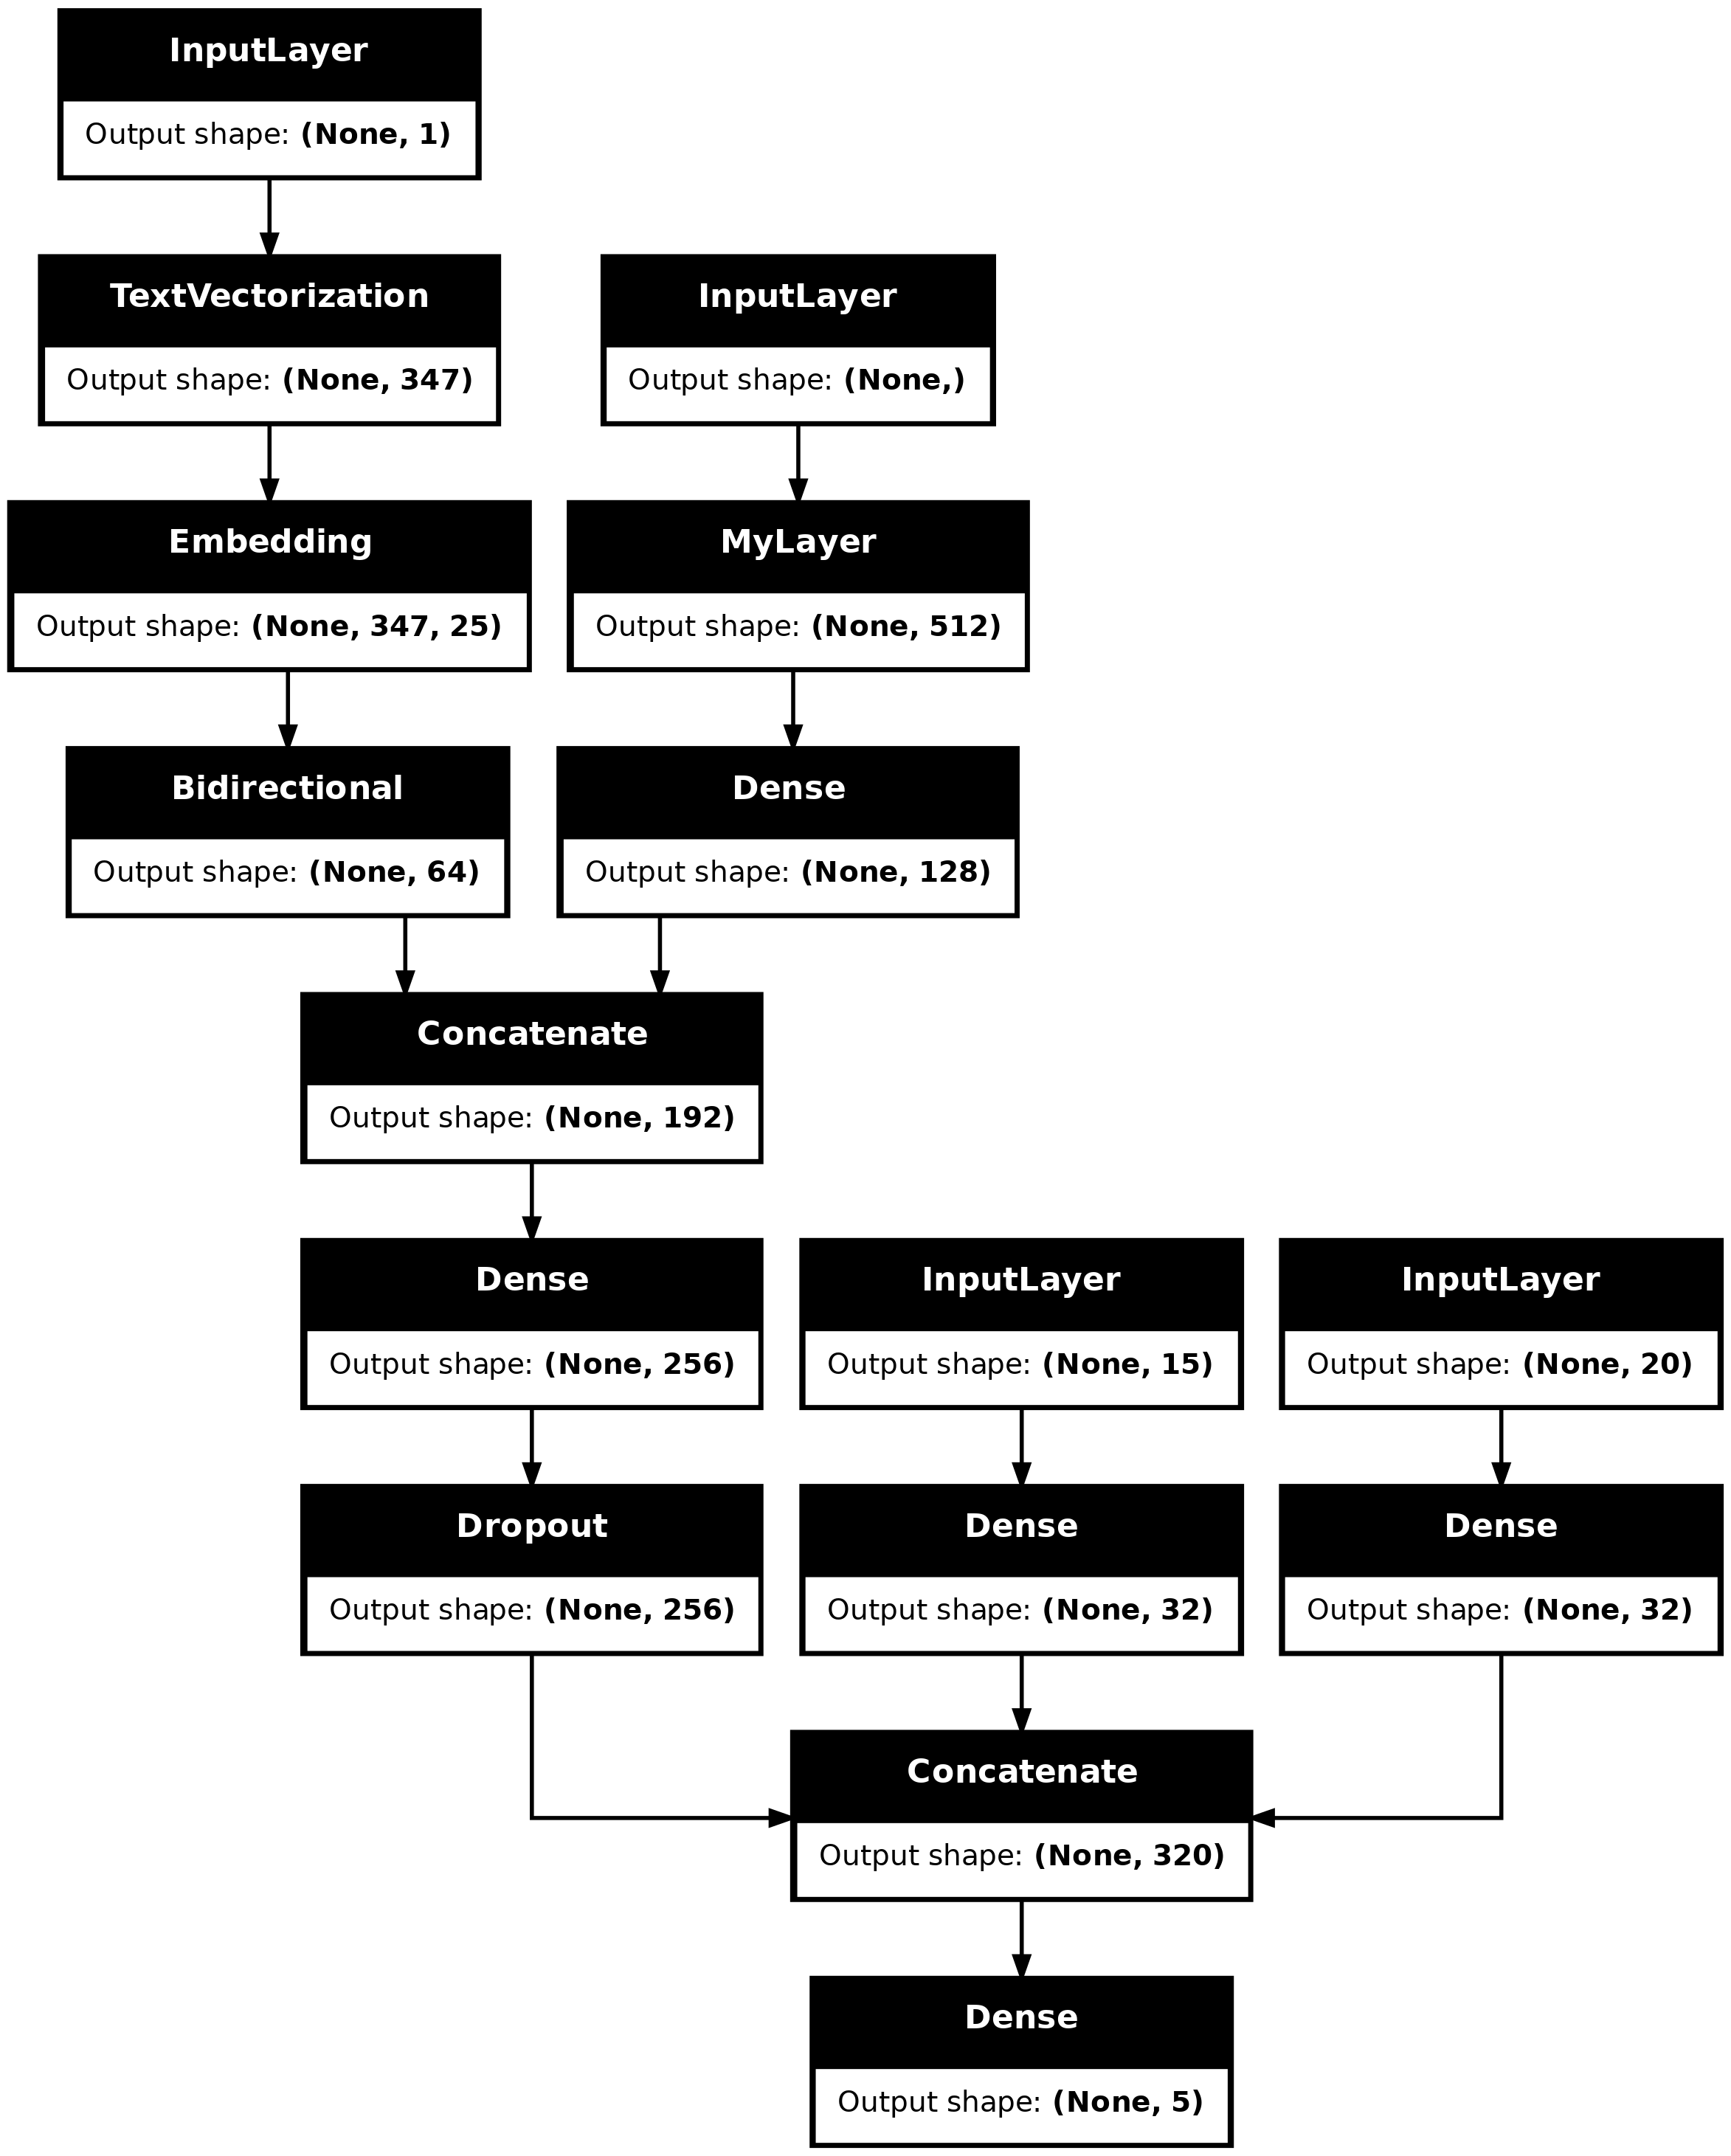 InputLayer
Output shape: (None, 1)
TextVectorization
Output shape: (None, 347)
InputLayer
Output shape: (None,)
Embedding
Output shape: (None, 347, 25)
MyLayer
Output shape: (None, 512)
Bidirectional
Output shape: (None, 64)
Dense
Output shape: (None, 128)
Concatenate
Output shape: (None, 192)
Dense
Output shape: (None, 256)
InputLayer
Output shape: (None, 15)
InputLayer
Output shape: (None, 20)
Dropout
Output shape: (None, 256)
Dense
Output shape: (None, 32)
Dense
Output shape: (None, 32)
Concatenate
Output shape: (None, 320)
Dense
Output shape: (None, 5)